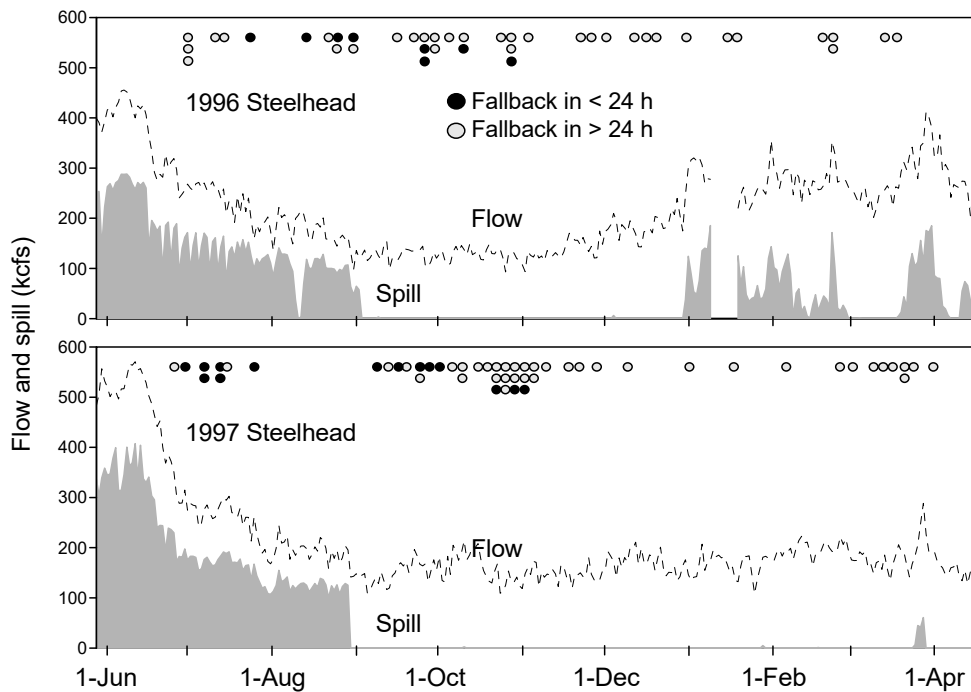 Flow and spill (kcfs)
600
500
400
300
200
100
0
1996 Steelhead
Fallback in < 24 h
Fallback in > 24 h
Flow
Spill
600
500
400
300
200
100
0
1997 Steelhead
Flow
Spill
1-Jun 1-Aug 1-Oct 1-Dec 1-Feb 1-Apr